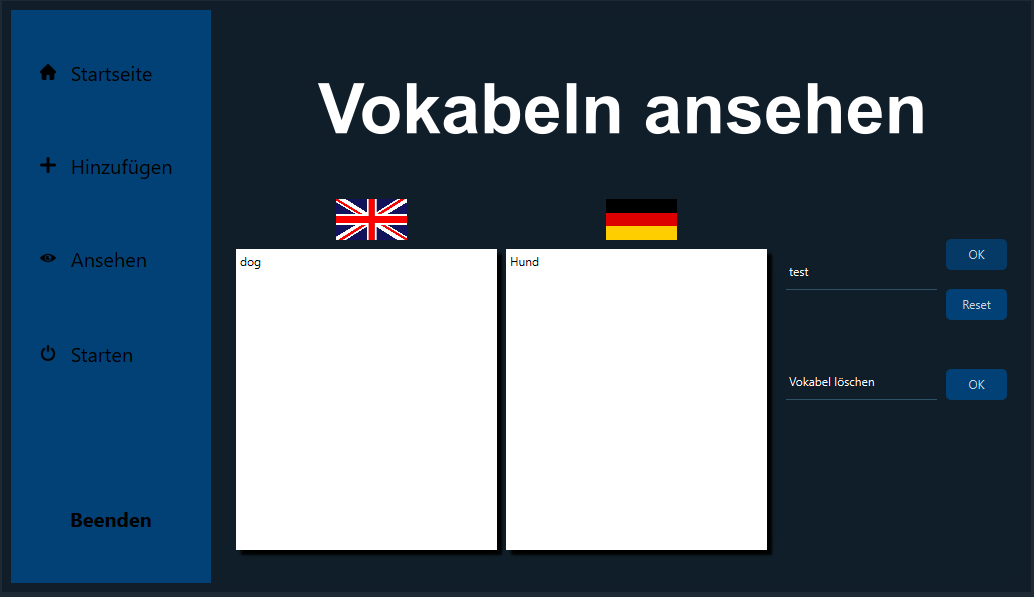 Startseite
Hinzufügen
Ansehen
Starten
Beenden
Vokabeln ansehen
dog
Hund
test
OK
Reset
Vokabel löschen
OK